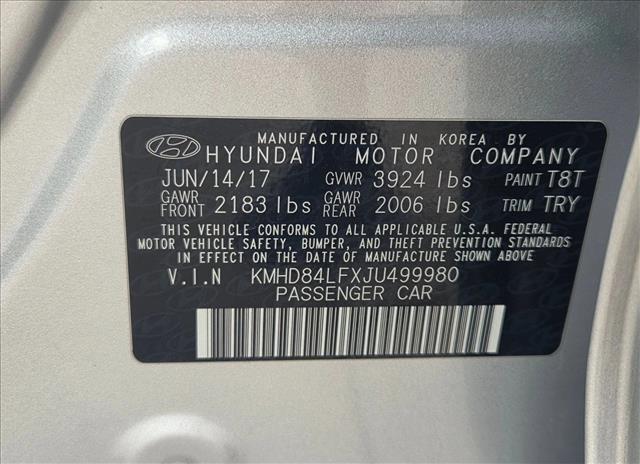 MANUFACTURED IN KOREA BY
HYUNDAI MOTOR COMPANY
JUN/14/17 GVWR 3924 lbs PAINT T8T
GAWR FRONT 2183 lbs GAWR REAR 2006 lbs TRIM TRY
THIS VEHICLE CONFORMS TO ALL APPLICABLE U.S.A. FEDERAL
MOTOR VEHICLE SAFETY, BUMPER, AND THEFT PREVENTION STANDARDS
IN EFFECT ON THE DATE OF MANUFACTURE SHOWN ABOVE.
V.I.N KMHD84LFXJU499980
PASSENGER CAR